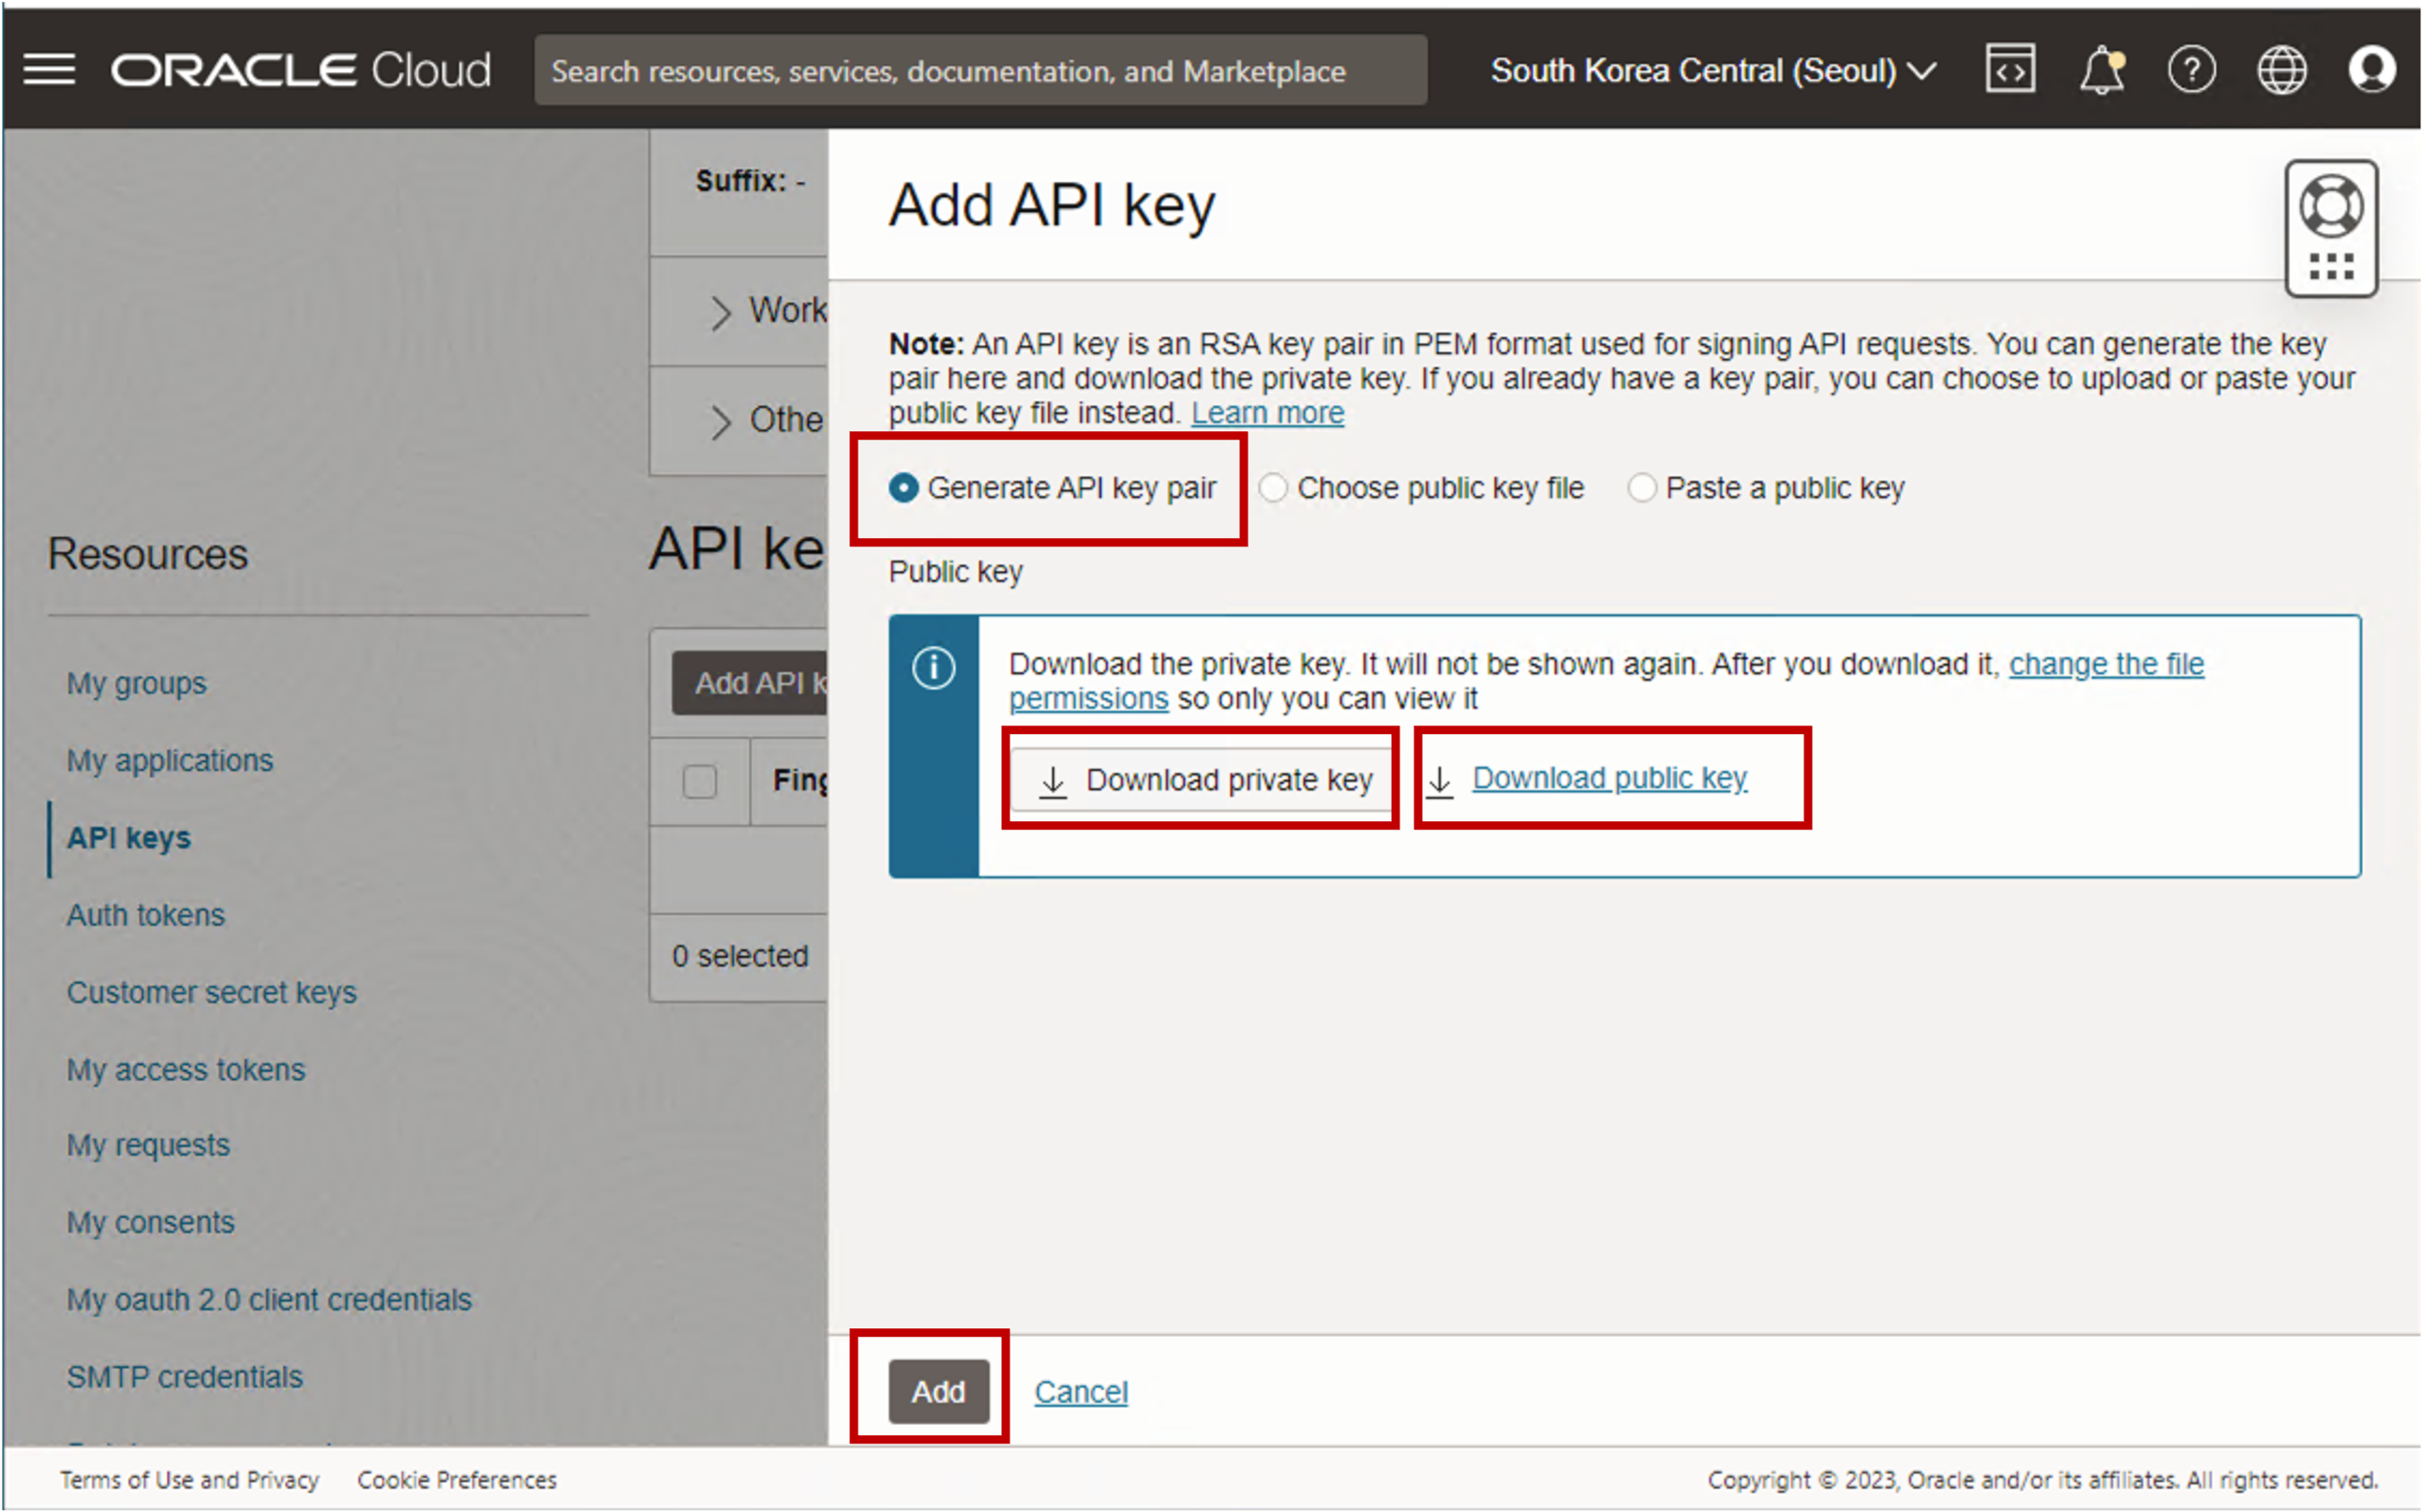 ORACLE Cloud
Search resources, services, documentation, and Marketplace
South Korea Central (Seoul)
Suffix: -
Work
Othe
Resources
My groups
My applications
API keys
Auth tokens
Customer secret keys
My access tokens
My requests
My consents
My oauth 2.0 client credentials
SMTP credentials
API ke
Add API k
Fing
0 selected
Add API key
Note: An API key is an RSA key pair in PEM format used for signing API requests. You can generate the key
pair here and download the private key. If you already have a key pair, you can choose to upload or paste your
public key file instead. Learn more
Generate API key pair
Choose public key file
Paste a public key
Public key
Download the private key. It will not be shown again. After you download it, change the file
permissions so only you can view it
Download private key
Download public key
Add
Cancel
Terms of Use and Privacy
Cookie Preferences
Copyright © 2023, Oracle and/or its affiliates. All rights reserved.